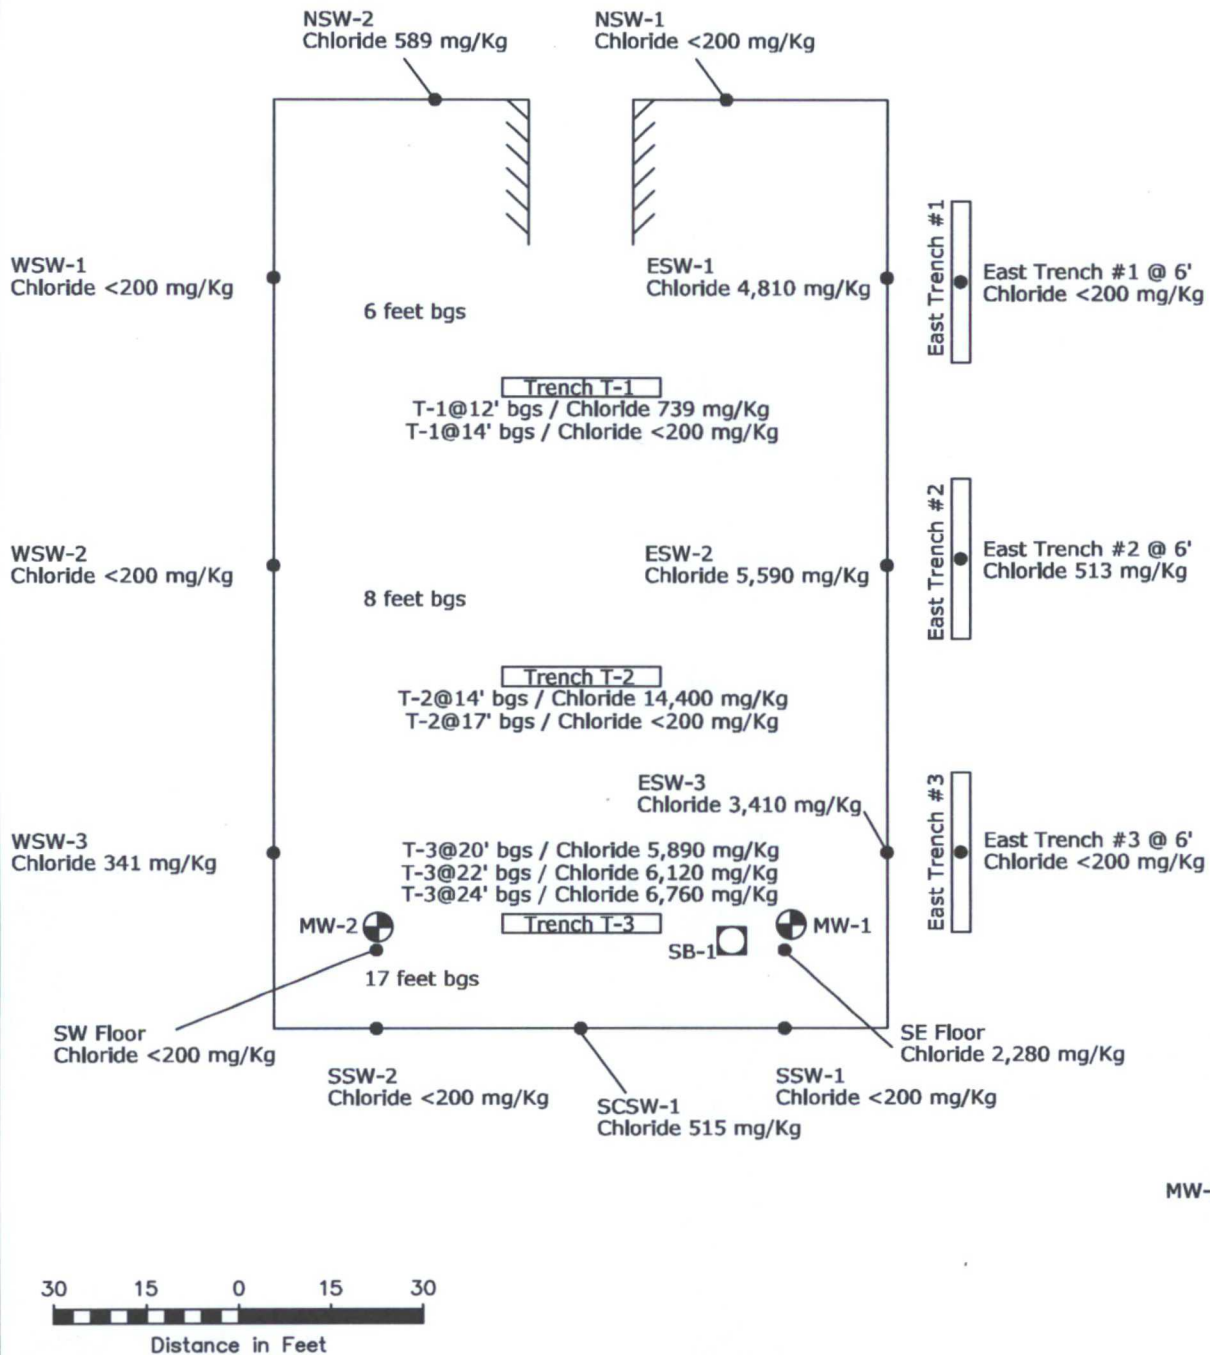 NSW-2
Chloride 589 mg/Kg
NSW-1
Chloride <200 mg/Kg
WSW-1
Chloride <200 mg/Kg
6 feet bgs
ESW-1
Chloride 4,810 mg/Kg
East Trench #1
East Trench #1 @ 6'
Chloride <200 mg/Kg
Trench T-1
T-1@12' bgs / Chloride 739 mg/Kg
T-1@14' bgs / Chloride <200 mg/Kg
WSW-2
Chloride <200 mg/Kg
8 feet bgs
ESW-2
Chloride 5,590 mg/Kg
East Trench #2
East Trench #2 @ 6'
Chloride 513 mg/Kg
Trench T-2
T-2@14' bgs / Chloride 14,400 mg/Kg
T-2@17' bgs / Chloride <200 mg/Kg
ESW-3
Chloride 3,410 mg/Kg
WSW-3
Chloride 341 mg/Kg
T-3@20' bgs / Chloride 5,890 mg/Kg
T-3@22' bgs / Chloride 6,120 mg/Kg
T-3@24' bgs / Chloride 6,760 mg/Kg
East Trench #3
East Trench #3 @ 6'
Chloride <200 mg/Kg
MW-2
Trench T-3
SB-1
MW-1
17 feet bgs
SW Floor
Chloride <200 mg/Kg
SE Floor
Chloride 2,280 mg/Kg
SSW-2
Chloride <200 mg/Kg
SCSW-1
Chloride 515 mg/Kg
SSW-1
Chloride <200 mg/Kg
MW-
30 15 0 15 30
Distance in Feet